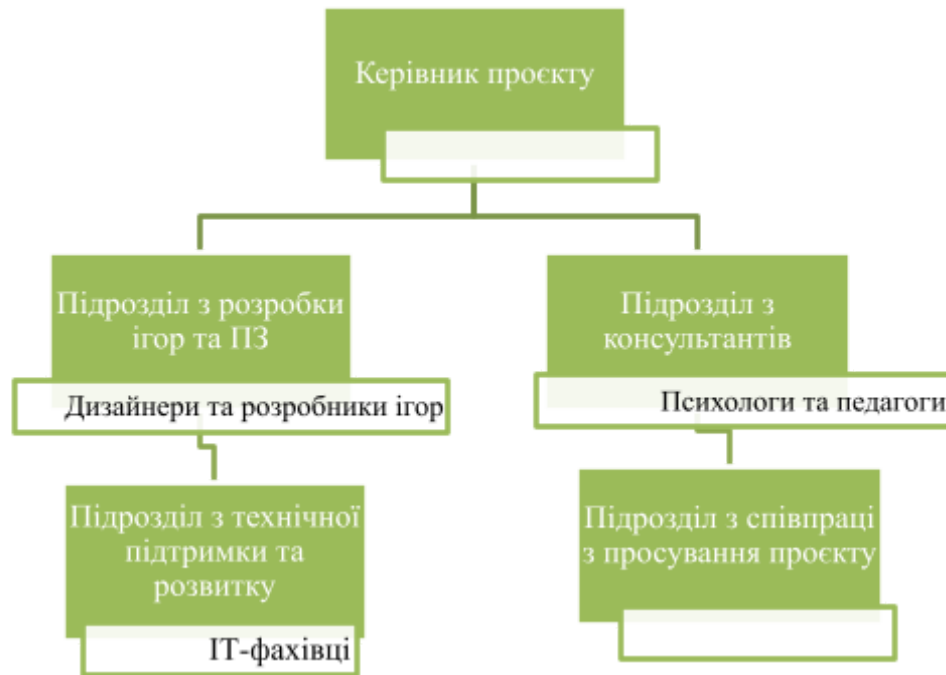 Керівник проєкту
Підрозділ з розробки
ігор та ПЗ
Дизайнери та розробники ігор
Підрозділ з
консультантів
Психологи та педагоги
Підрозділ з технічної
підтримки та
розвитку
ІТ-фахівці
Підрозділ з співпраці
з просування проєкту